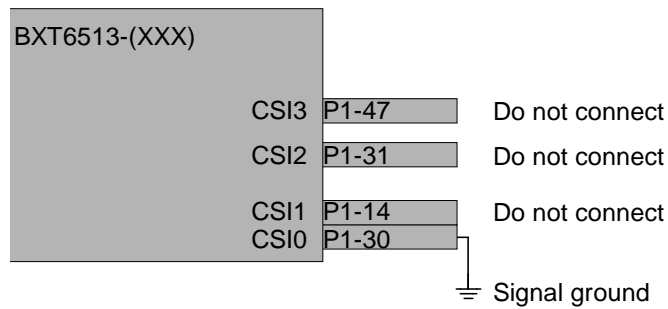 BXT6513-(XXX)
CSI3 P1-47 Do not connect
CSI2 P1-31 Do not connect
CSI1 P1-14 Do not connect
CSI0 P1-30
Signal ground